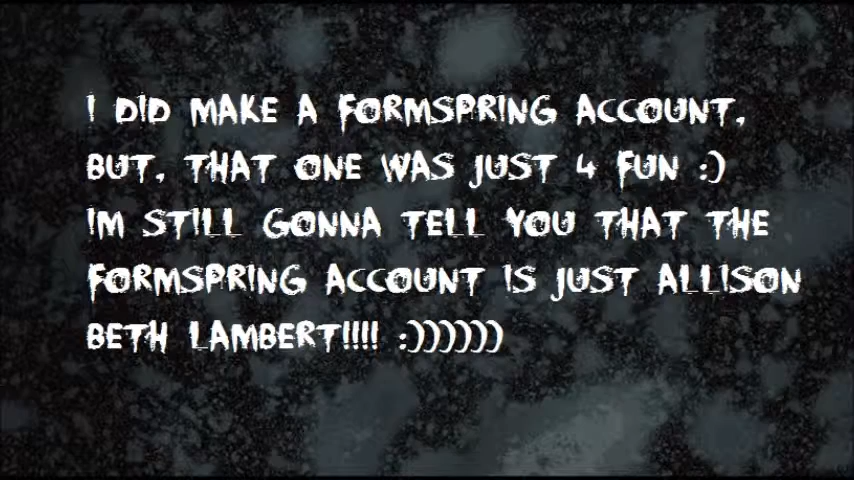 I DID MAKE A FORMSPRING ACCOUNT,
BUT, THAT ONE WAS JUST 4 FUN :)
IM STILL GONNA TELL YOU THAT THE
FORMSPRING ACCOUNT IS JUST ALLISON
BETH LAMBERT!!!! :))))))